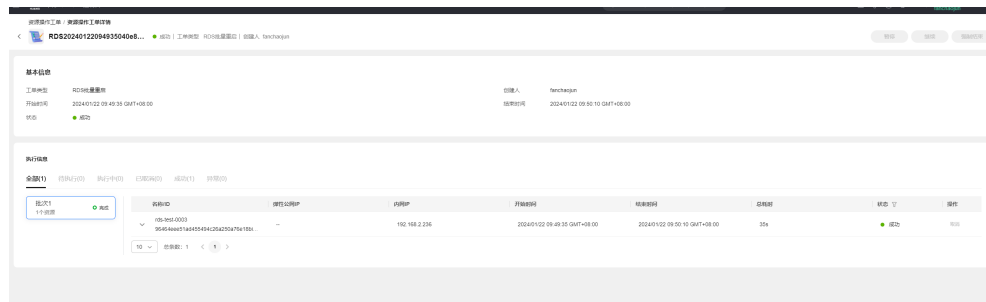 资源操作工单 / 资源操作工单详情
RDS20240122094935040e8... 成功 | 工单类型 RDS批量重启 | 创建人 fanchaojun
基本信息
工单类型 RDS批量重启 创建人 fanchaojun
开始时间 2024/01/22 09:49:35 GMT+08:00 结束时间 2024/01/22 09:50:10 GMT+08:00
状态 成功
执行信息
全部(1) 待执行(0) 执行中(0) 已取消(0) 成功(1) 异常(0)
批次1 完成
1个资源
名称/ID 弹性公网IP 内网IP 开始时间 结束时间 总耗时 状态 操作
rds-test-0003
-- 192.168.2.236 2024/01/22 09:49:35 GMT+08:00 2024/01/22 09:50:10 GMT+08:00 35s 成功
10 总条数: 1 1